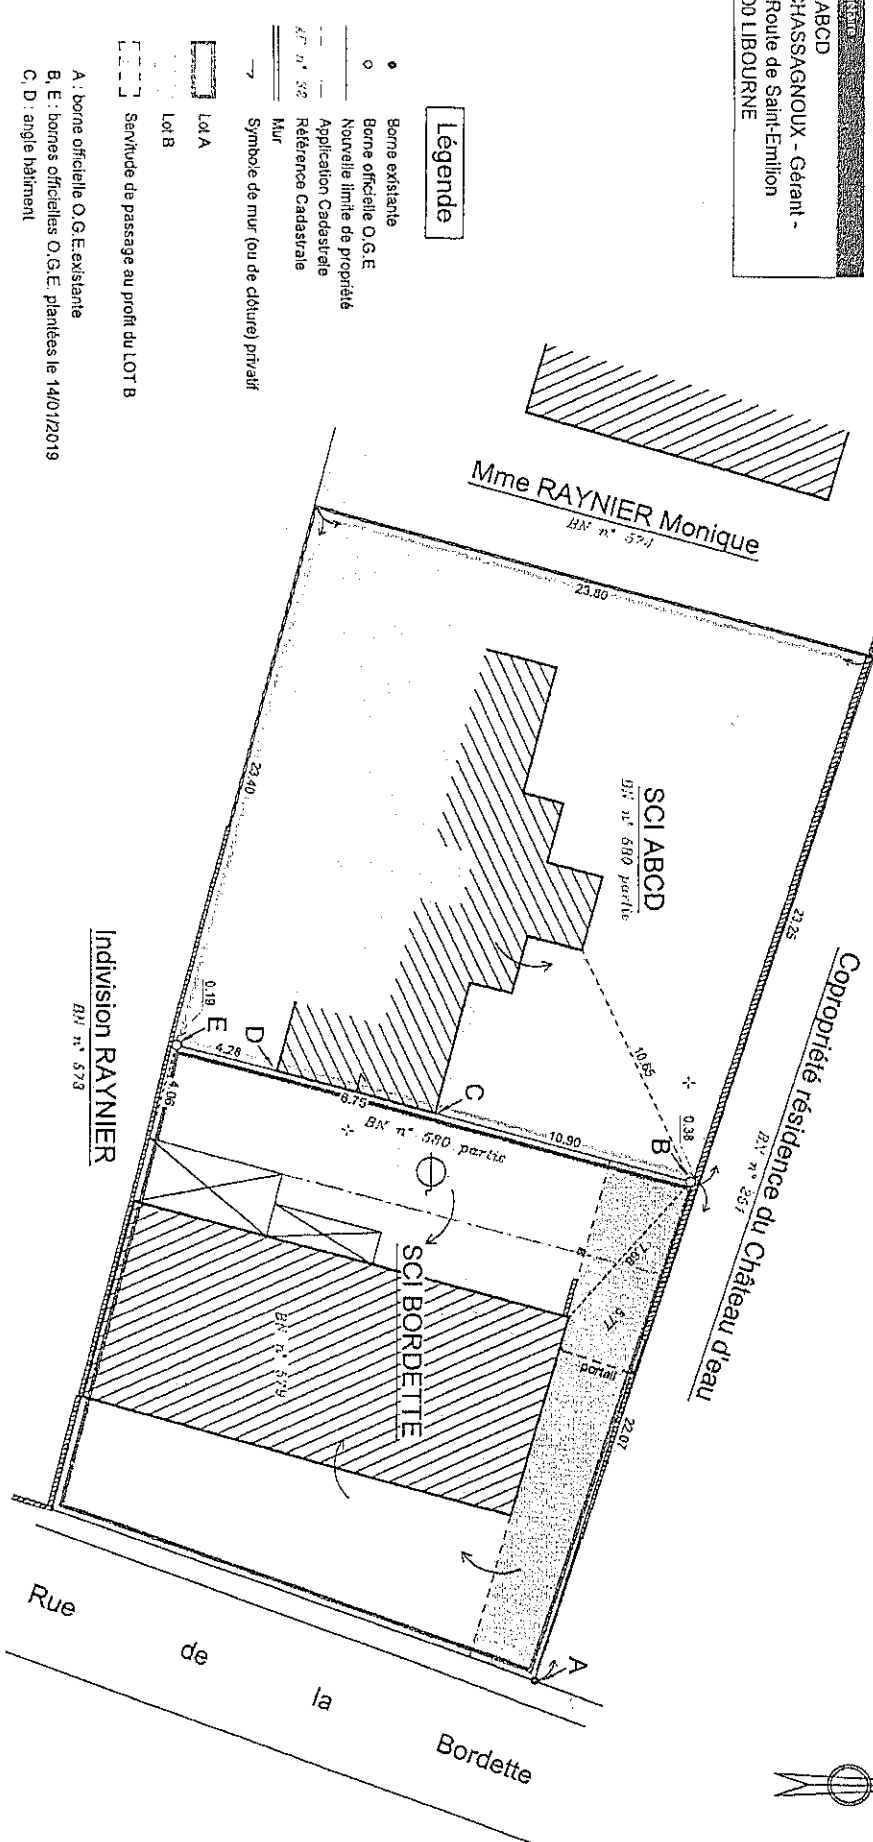 ABCD
CHASSAGNOUX - Gérant -
Route de Saint-Emilion
00 LIBOURNE
Légende
Borne existante
Borne officielle O.G.E
Nouvelle limite de propriété
Application Cadastrale
Référence Cadastrale
Mur
Symbole de mur (ou de clôture) privatif
Lot A
Lot B
Servitude de passage au profit du LOT B
A : borne officielle O.G.E.existante
B, E : bornes officielles O.G.E. plantées le 14/01/2019
C, D : angle bâtiment
Mme RAYNIER Monique
BN n° 574
23.80
SCI ABCD
BN n° 580 partie
23.25
Copropriété résidence du Château d'eau
BN n°
23.40
10.65
0.38
B
C
10.90
8.75
D
4.28
E
0.19
4.06
BN n° 580 partie
Indivision RAYNIER
BN n° 573
SCI BORDETTE
BN n° 579
7.68
5.77
portail
22.07
A
Rue
de
la
Bordette